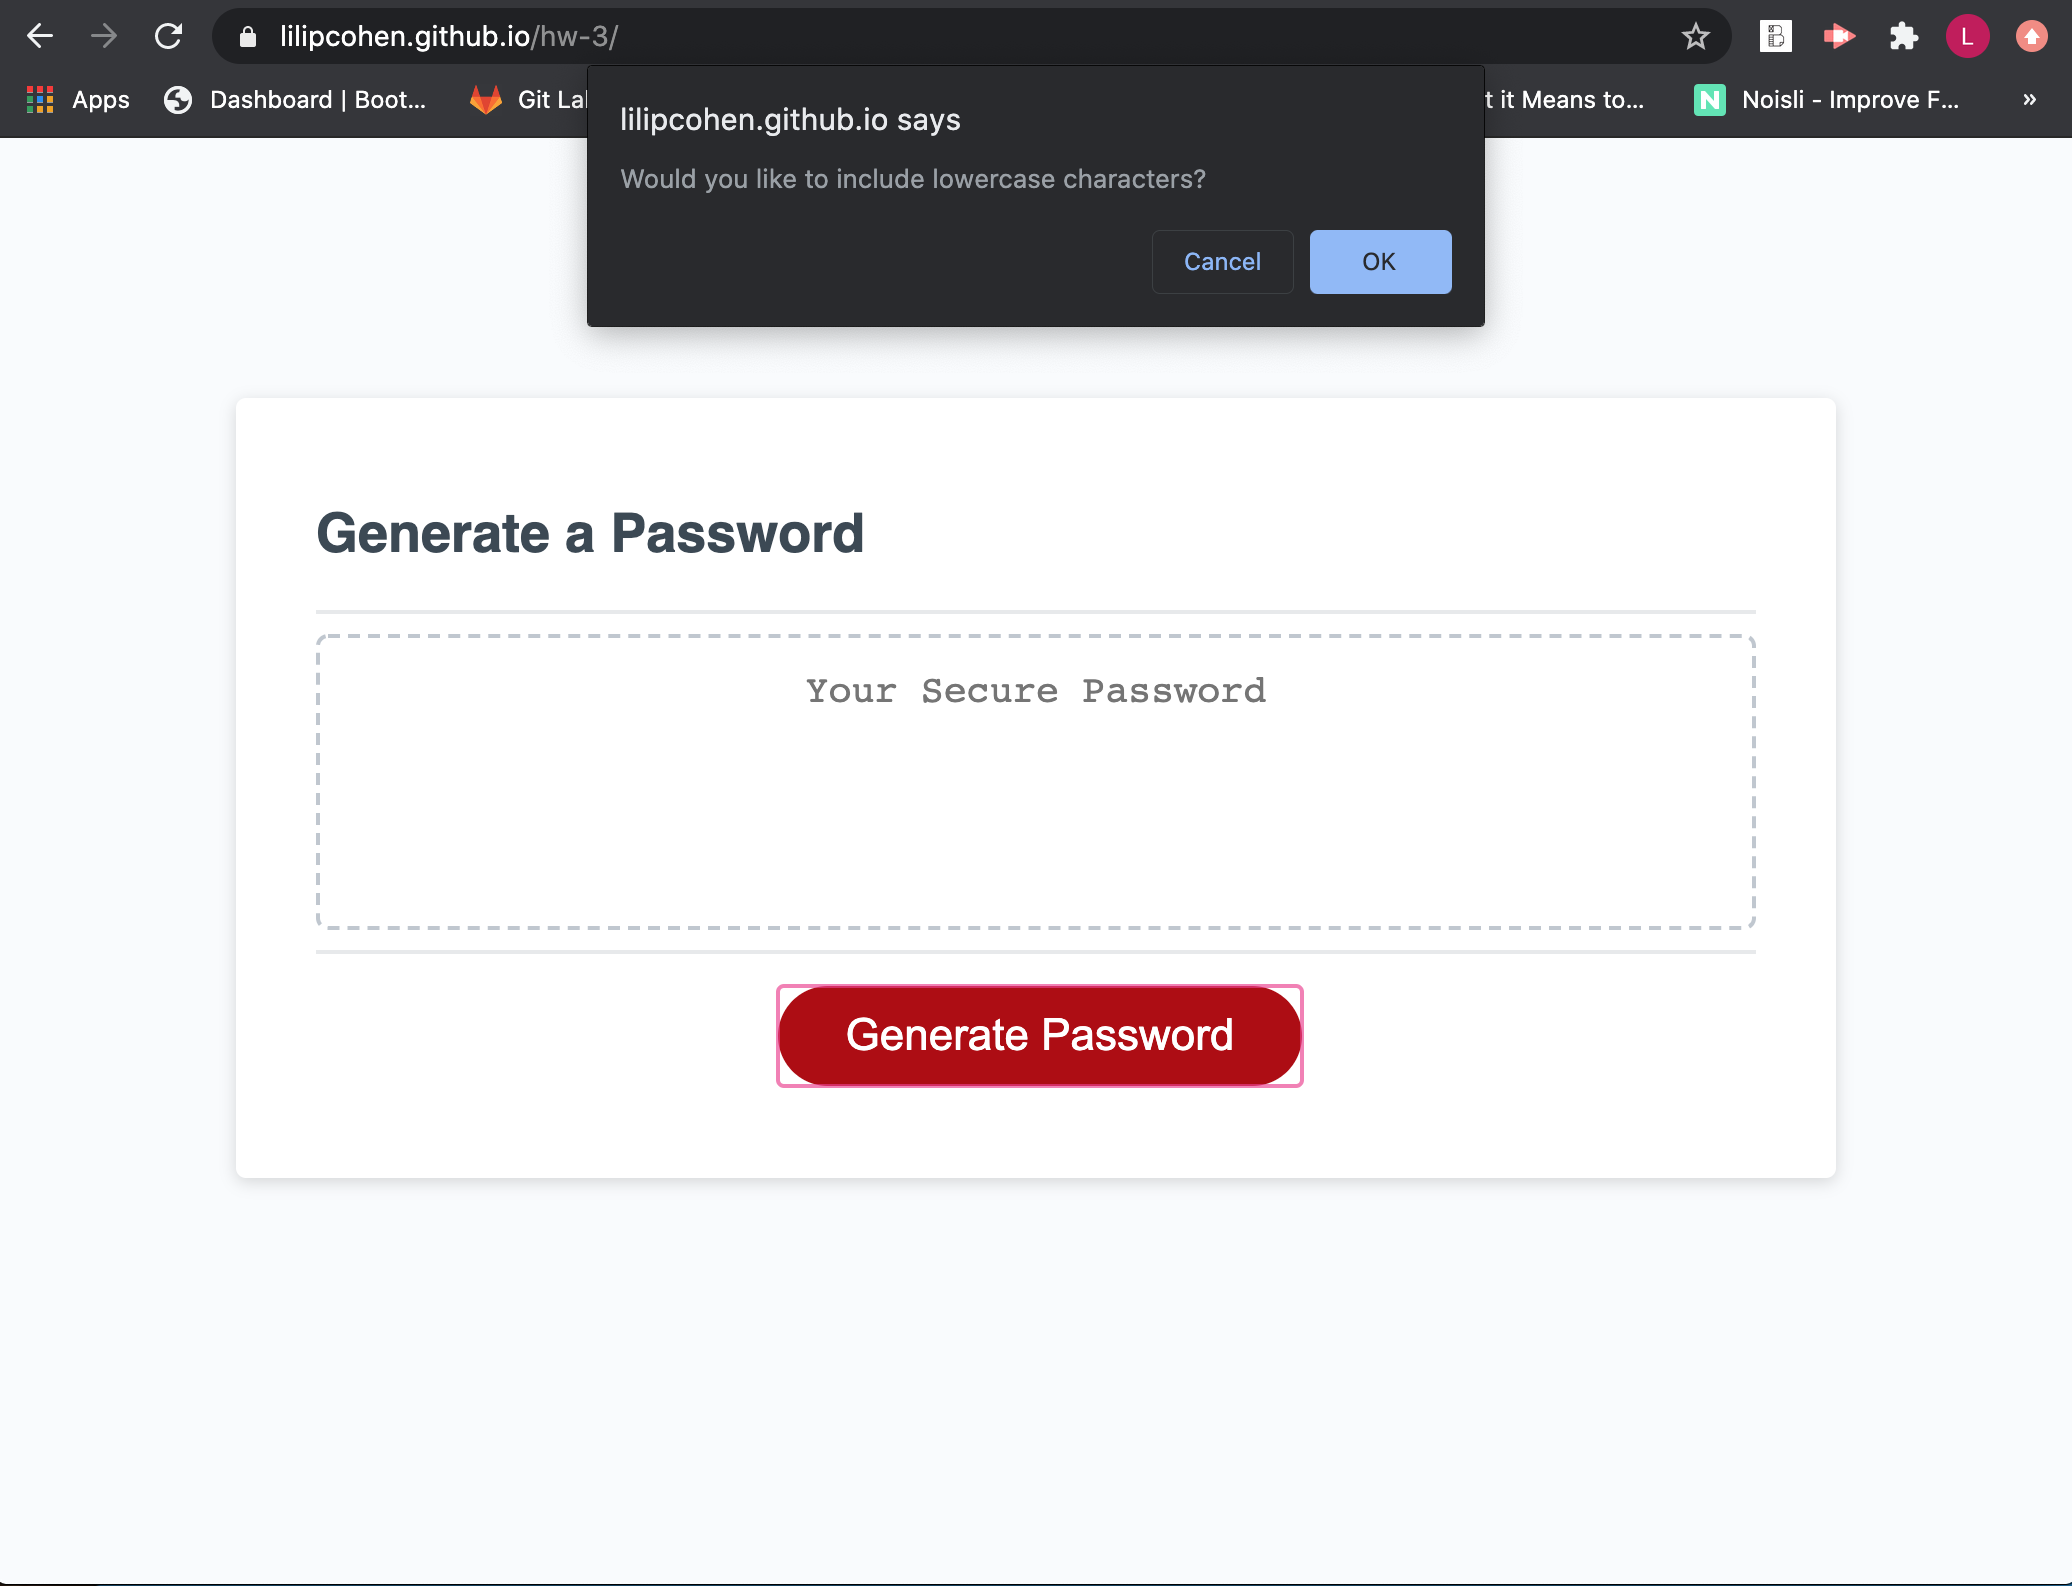 lilipcohen.github.io/hw-3/
L
Apps
Dashboard | Boot...
Git La
t it Means to...
N
Noisli - Improve F...
»
lilipcohen.github.io says
Would you like to include lowercase characters?
Cancel
OK
Generate a Password
Your Secure Password
Generate Password